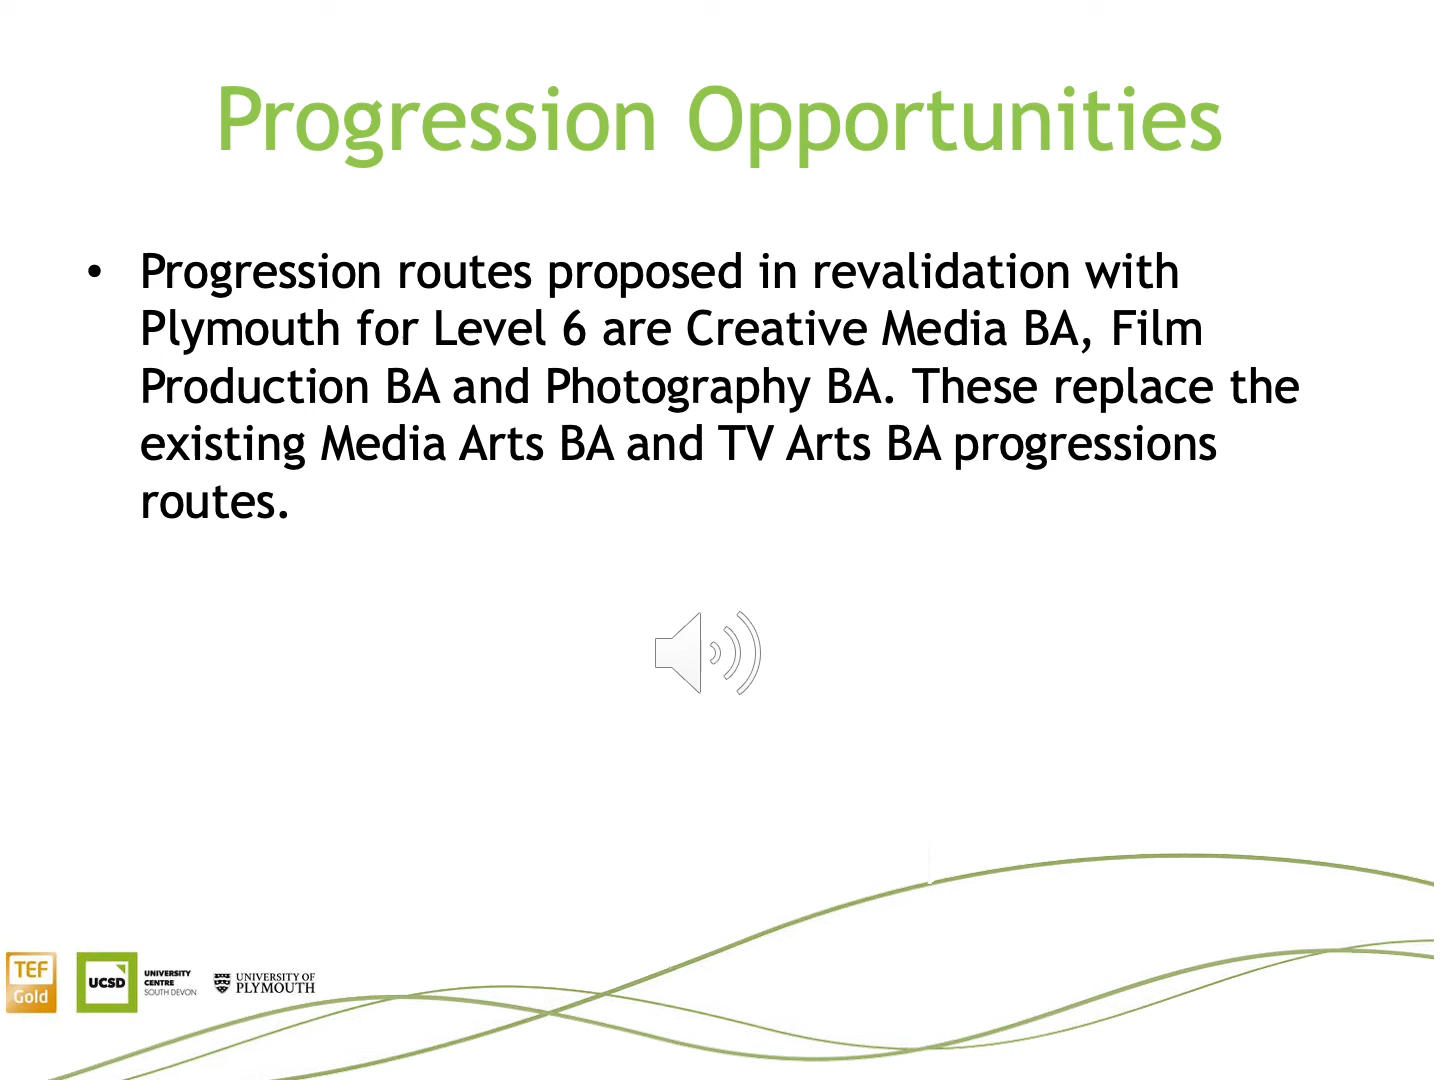 Progression Opportunities
• Progression routes proposed in revalidation with
Plymouth for Level 6 are Creative Media BA, Film
Production BA and Photography BA. These replace the
existing Media Arts BA and TV Arts BA progressions
routes.
TEF
Gold
UCSD
UNIVERSITY
CENTRE
SOUTH DEVON
UNIVERSITY OF
PLYMOUTH